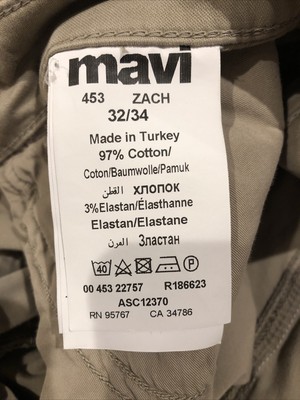 mavi
453 ZACH
32/34
Made in Turkey
97% Cotton/
Coton/Baumwolle/Pamuk
القطن хлопок
3%Elastan/Élasthanne
Elastan/Elastane
العرن Эластан
40 P
00 453 22757 R186623
ASC12370
RN 95767 CA 34786